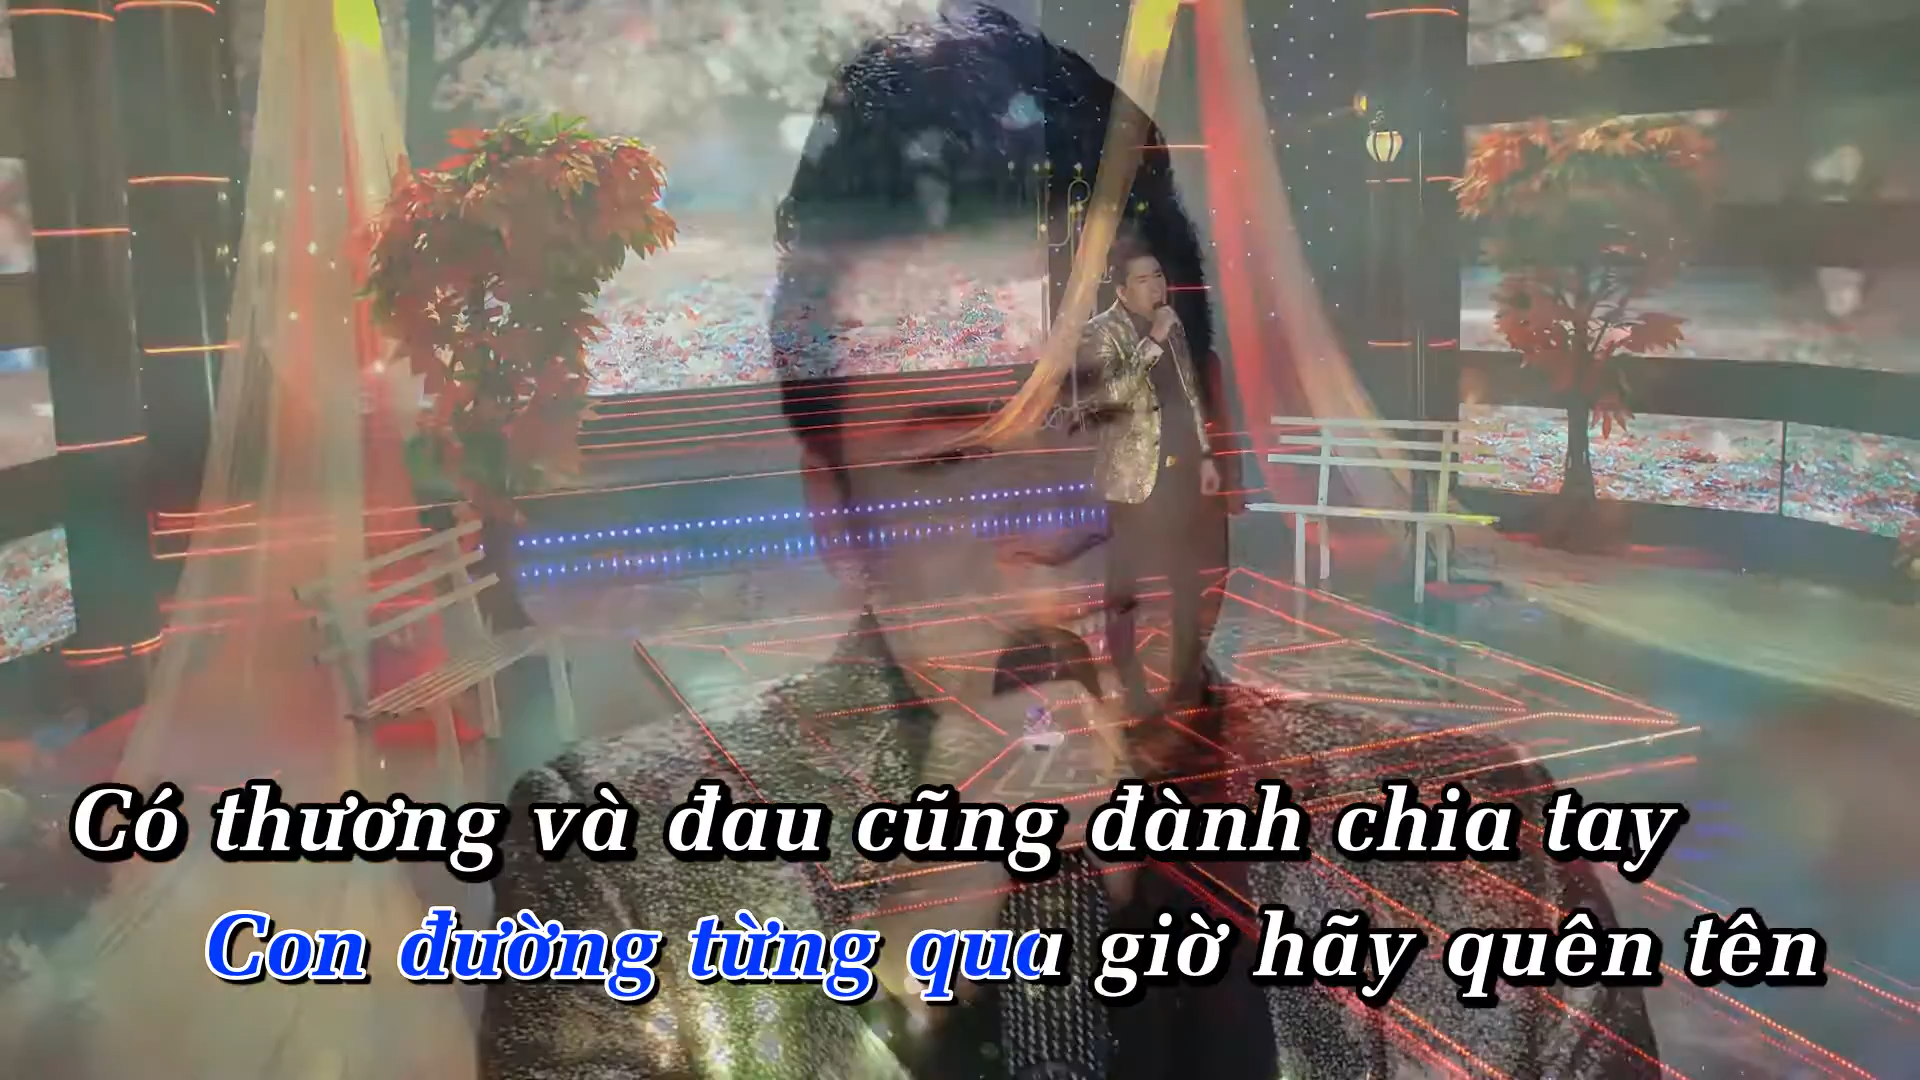 Có thương và đau cũng đành chia tay
Con đường từng qua giờ hãy quên tên